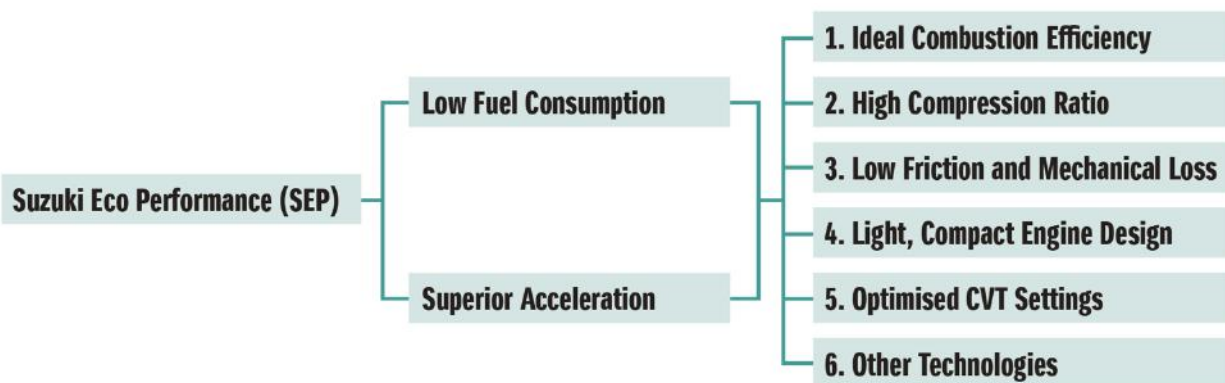 Suzuki Eco Performance (SEP)
Low Fuel Consumption
Superior Acceleration
1. Ideal Combustion Efficiency
2. High Compression Ratio
3. Low Friction and Mechanical Loss
4. Light, Compact Engine Design
5. Optimised CVT Settings
6. Other Technologies